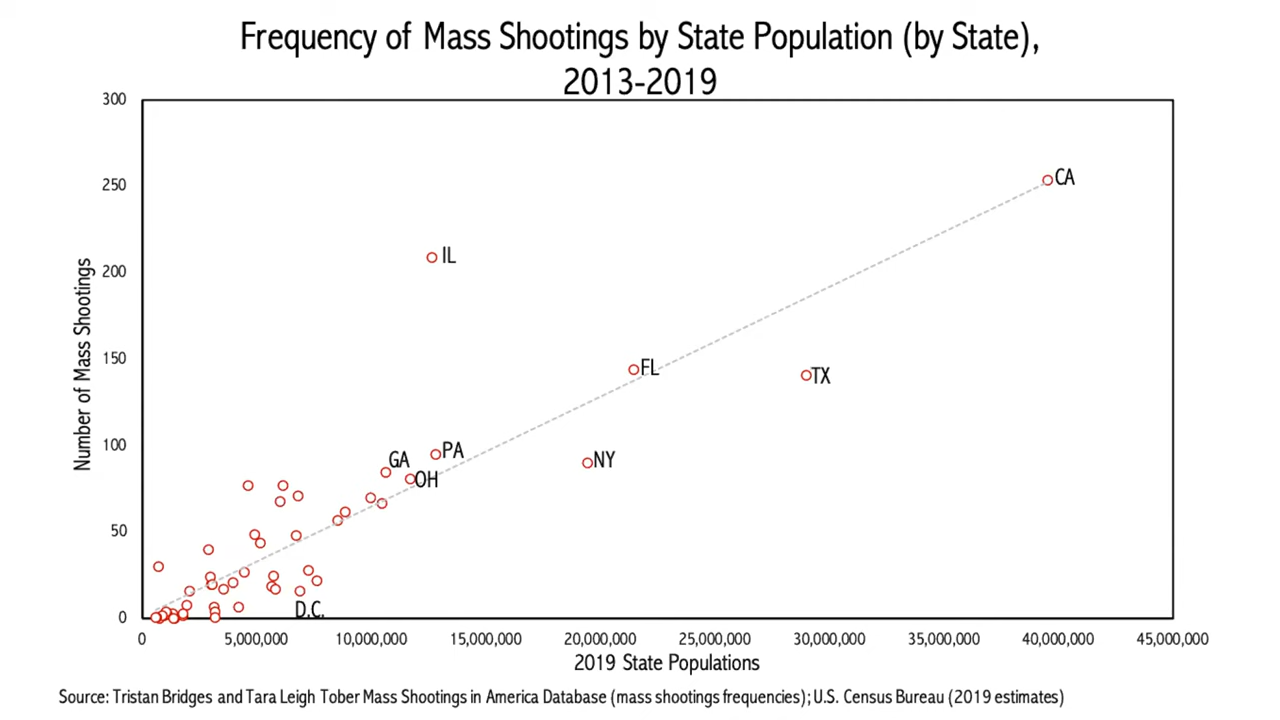 Frequency of Mass Shootings by State Population (by State),
2013-2019
300
250
200
150
100
50
0
Number of Mass Shootings
CA
IL
FL
TX
PA
GA
NY
OH
D.C.
0 5,000,000 10,000,000 15,000,000 20,000,000 25,000,000 30,000,000 35,000,000 40,000,000 45,000,000
2019 State Populations
Source: Tristan Bridges and Tara Leigh Tober Mass Shootings in America Database (mass shootings frequencies); U.S. Census Bureau (2019 estimates)